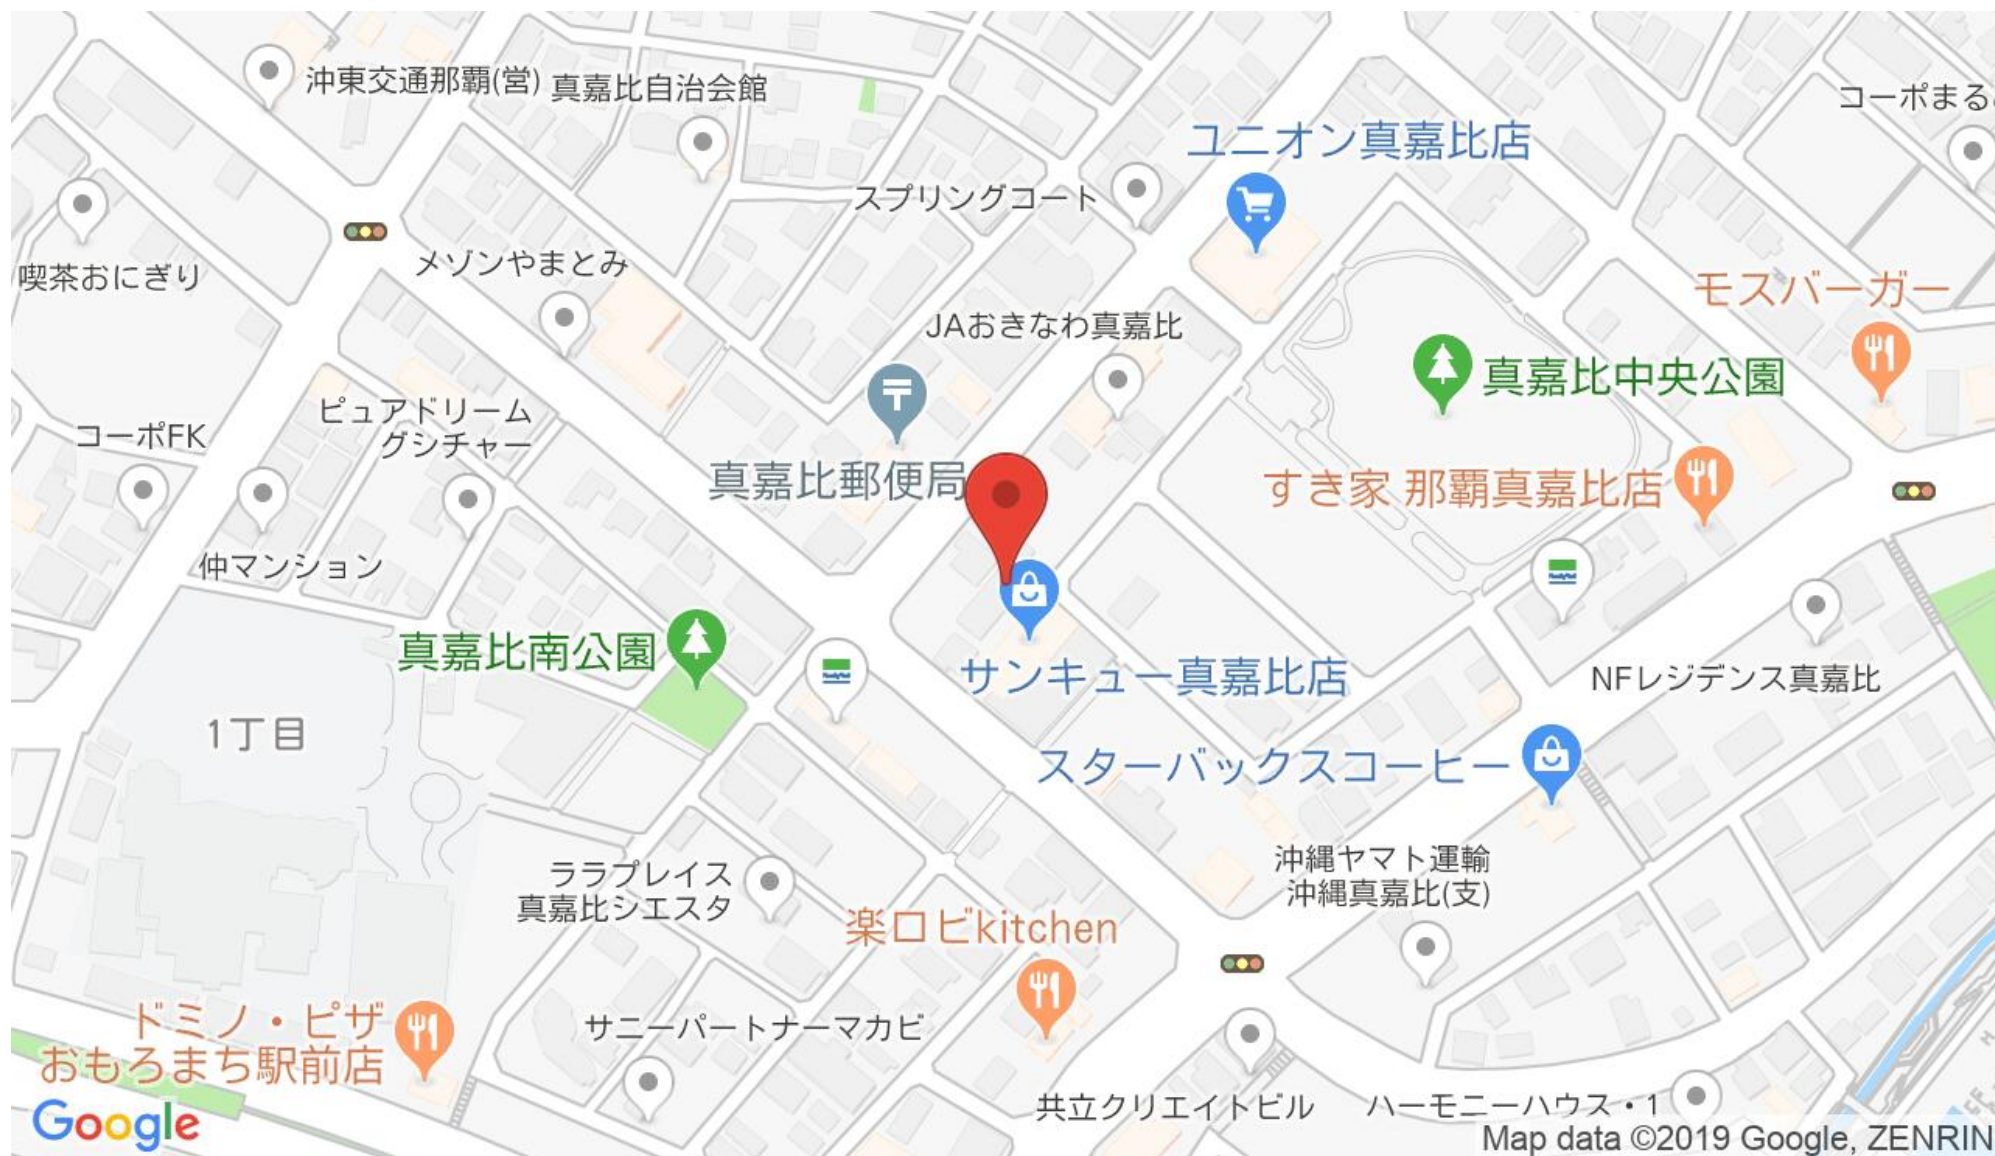 沖東交通那覇(営)
真嘉比自治会館
コーポまる
ユニオン真嘉比店
スプリングコート
喫茶おにぎり
メゾンやまとみ
モスバーガー
JAおきなわ真嘉比
真嘉比中央公園
ピュアドリーム
グシチャー
コーポFK
真嘉比郵便局
すき家 那覇真嘉比店
仲マンション
真嘉比南公園
サンキュー真嘉比店
NFレジデンス真嘉比
1丁目
スターバックスコーヒー
沖縄ヤマト運輸
沖縄真嘉比(支)
ララプレイス
真嘉比シエスタ
楽ロビkitchen
ドミノ・ピザ
おもろまち駅前店
サニーパートナーマカビ
共立クリエイトビル
ハーモニーハウス・1
Google
Map data ©2019 Google, ZENRIN